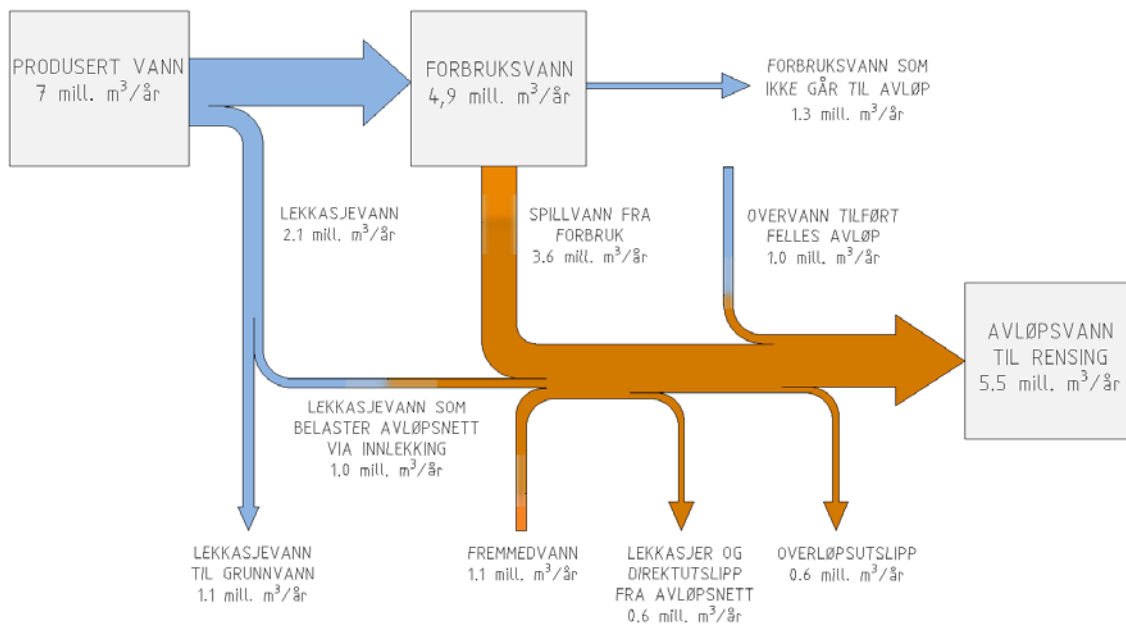 PRODUSERT VANN
7 mill. m³/år
FORBRUKSVANN
4,9 mill. m³/år
FORBRUKSVANN SOM
IKKE GÅR TIL AVLØP
1.3 mill. m³/år
LEKKASJEVANN
2.1 mill. m³/år
SPILLVANN FRA
FORBRUK
3.6 mill. m³/år
OVERVANN TILFØRT
FELLES AVLØP
1.0 mill. m³/år
AVLØPSVANN
TIL RENSING
5.5 mill. m³/år
LEKKASJEVANN SOM
BELASTER AVLØPSNETT
VIA INNLEKKING
1.0 mill. m³/år
LEKKASJEVANN
TIL GRUNNVANN
1.1 mill. m³/år
FREMMEDVANN
1.1 mill. m³/år
LEKKASJER OG
DIREKTUTSLIPP
FRA AVLØPSNETT
0.6 mill. m³/år
OVERLØPSUTSLIPP
0.6 mill. m³/år